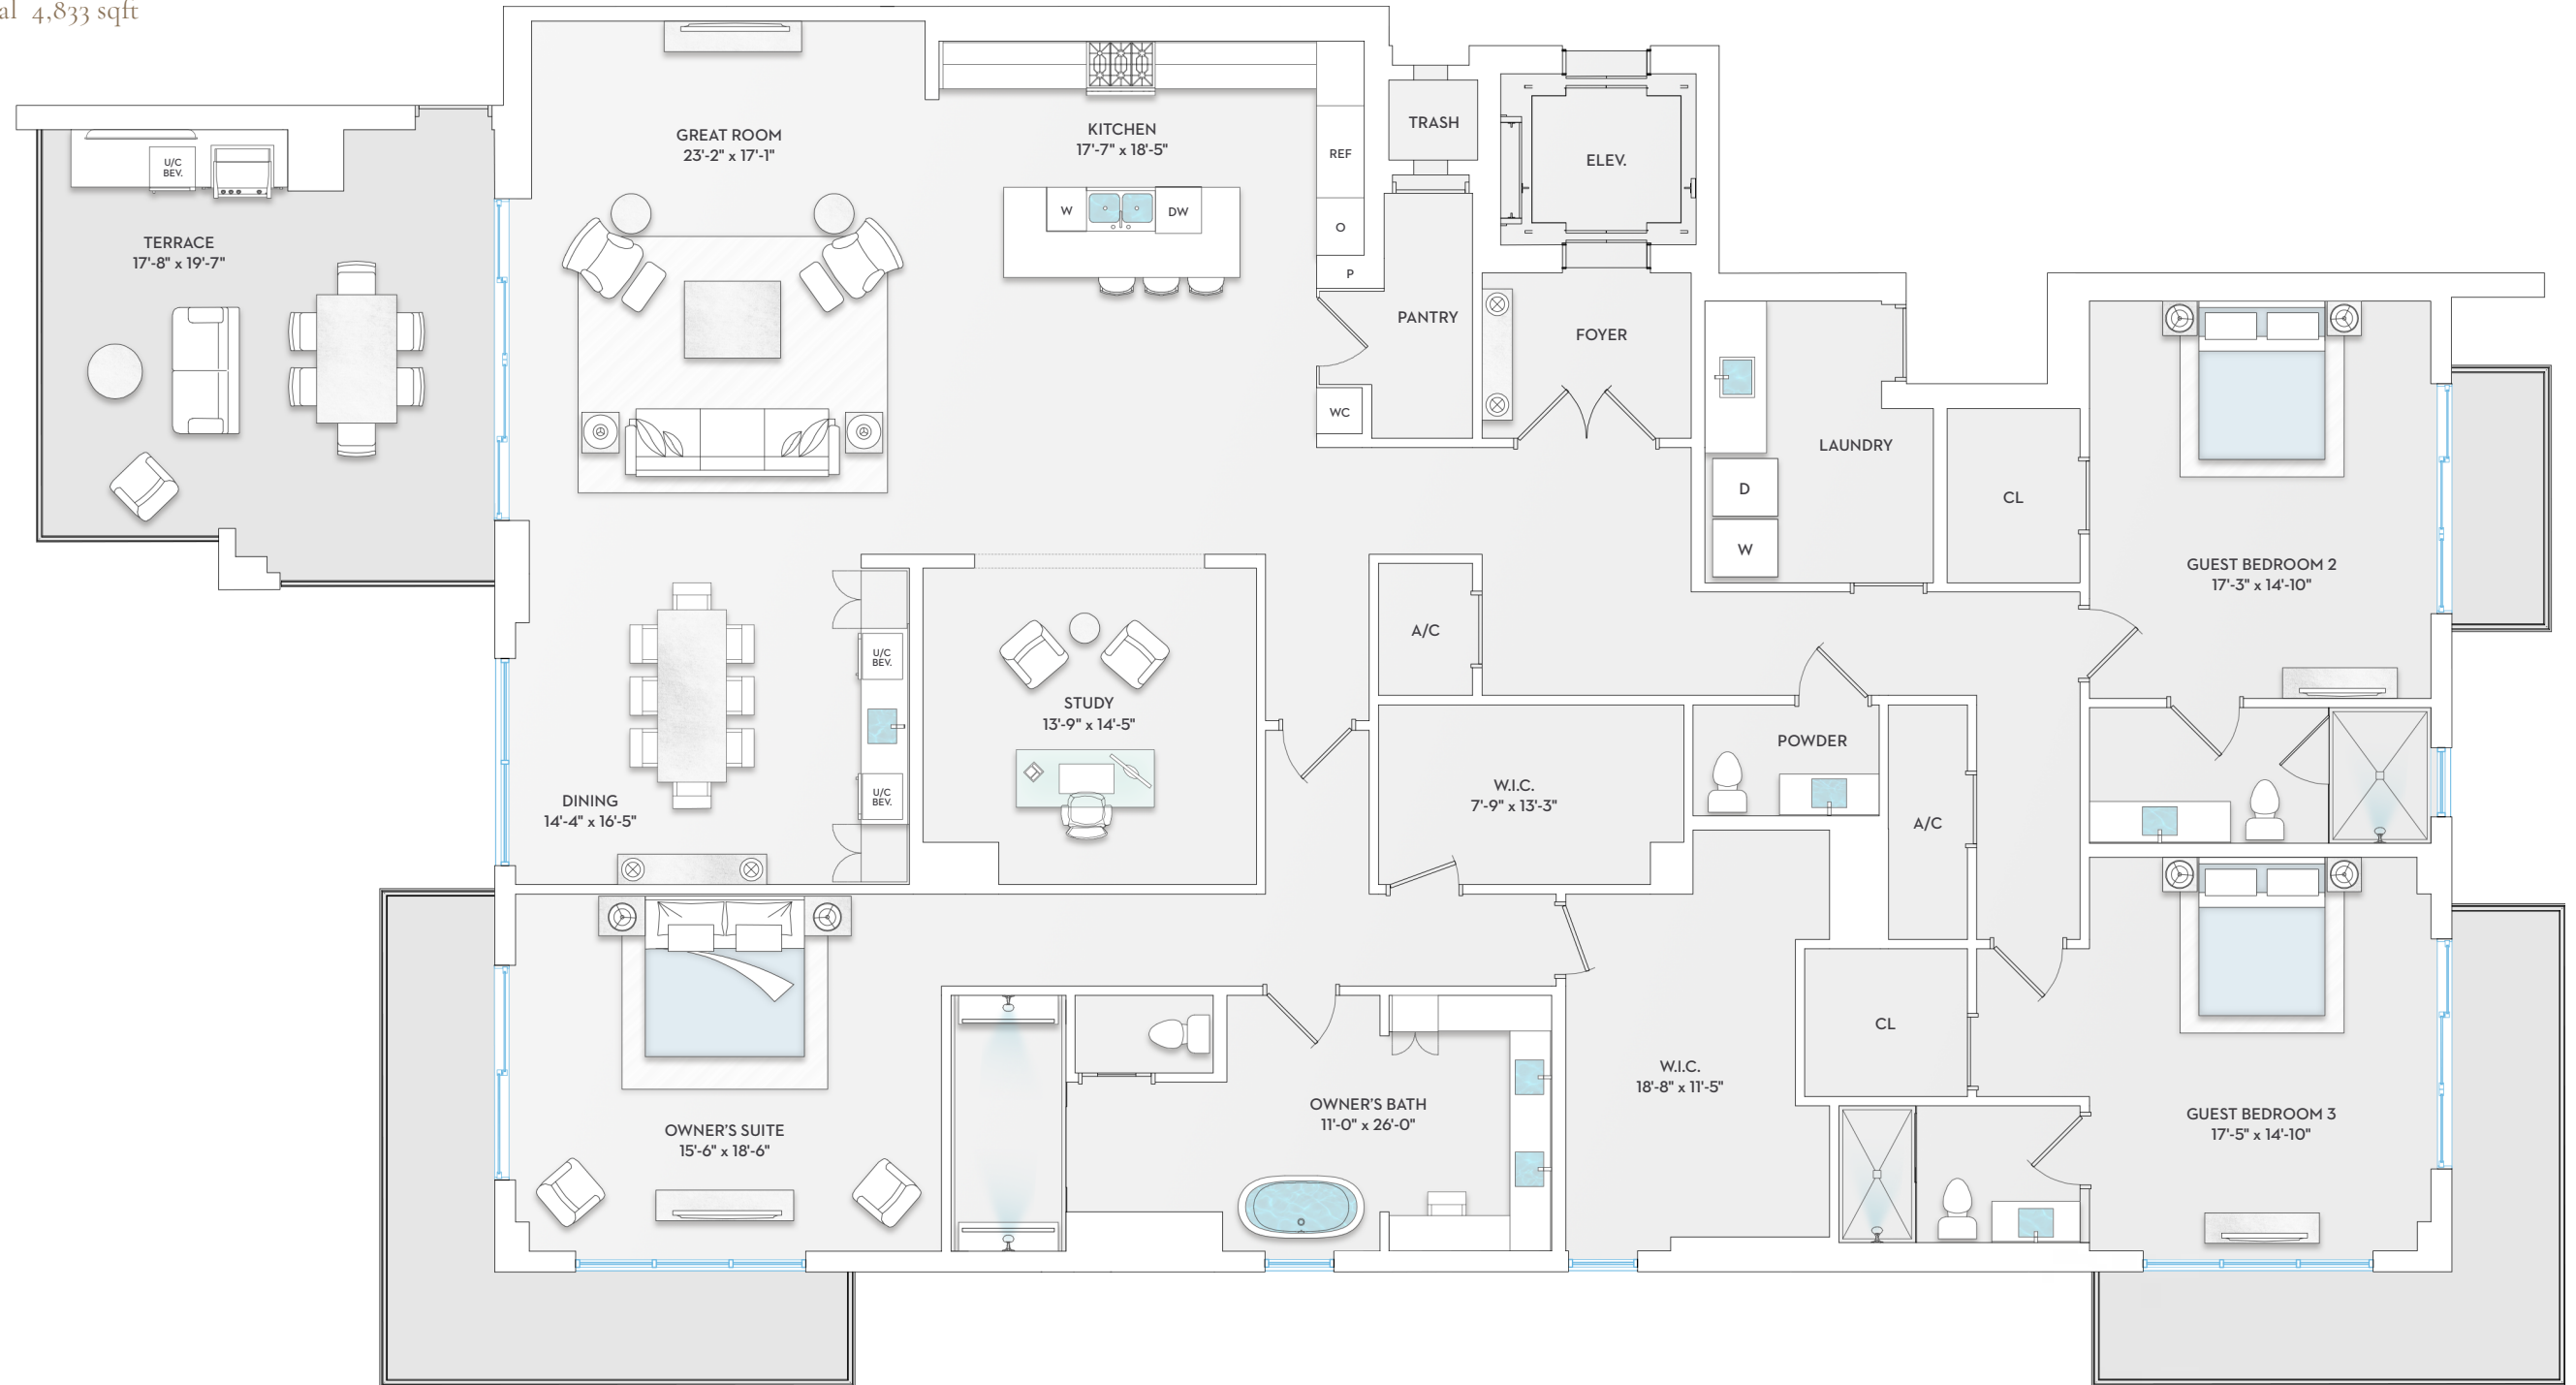 4,833 sqft
GREAT ROOM
23'-2" x 17'-1"
KITCHEN
17'-7" x 18'-5"
TRASH
ELEV.
REF
U/C
BEV.
W
DW
O
TERRACE
17'-8" x 19'-7"
P
PANTRY
FOYER
WC
LAUNDRY
D
W
CL
GUEST BEDROOM 2
17'-3" x 14'-10"
A/C
U/C
BEV.
STUDY
13'-9" x 14'-5"
POWDER
W.I.C.
7'-9" x 13'-3"
U/C
BEV.
DINING
14'-4" x 16'-5"
A/C
CL
W.I.C.
18'-8" x 11'-5"
OWNER'S BATH
11'-0" x 26'-0"
OWNER'S SUITE
15'-6" x 18'-6"
GUEST BEDROOM 3
17'-5" x 14'-10"